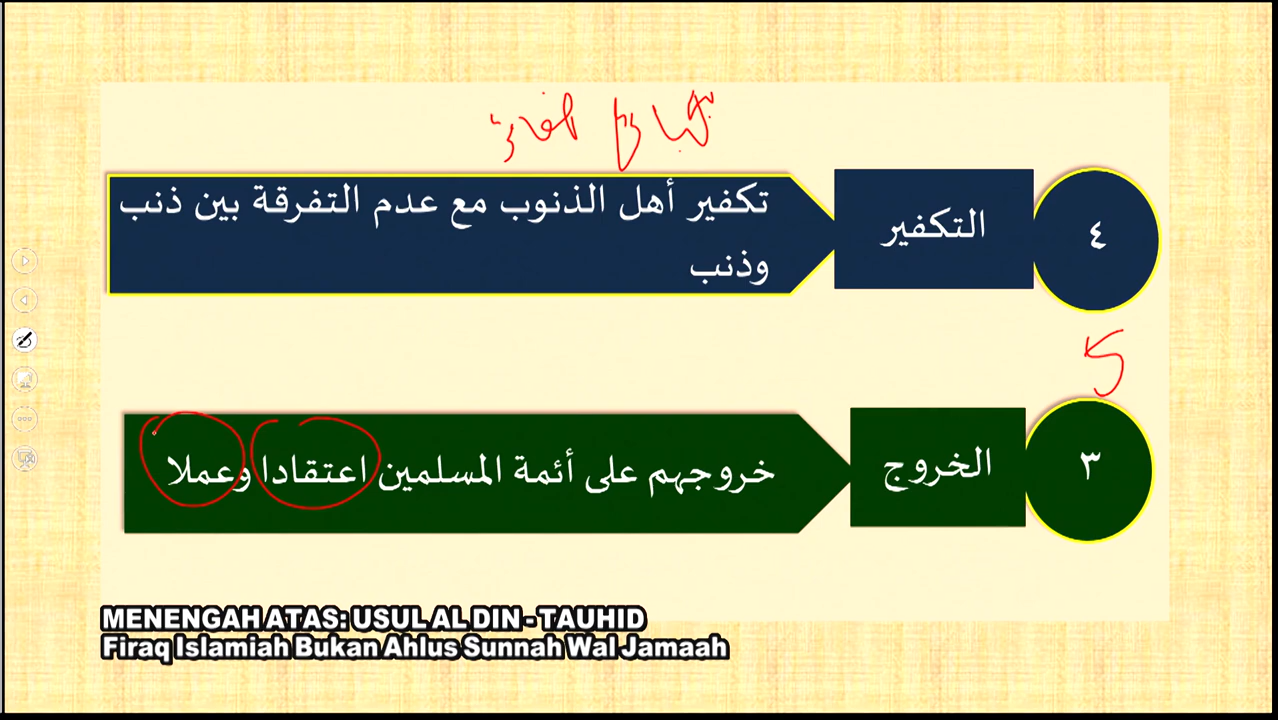 ٤
التكفير
تكفير أهل الذنوب مع عدم التفرقة بين ذنب
وذنب
5
٣
الخروج
خروجهم على أئمة المسلمين اعتقادا وعملا
MENENGAH ATAS: USUL AL DIN - TAUHID
Firaq Islamiah Bukan Ahlus Sunnah Wal Jamaah